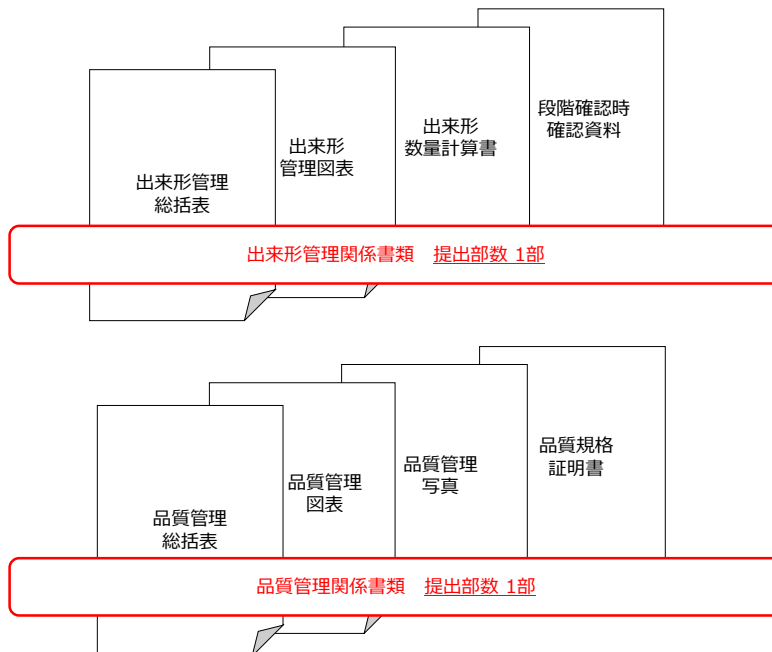 出来形管理
総括表
出来形
管理図表
出来形
数量計算書
段階確認時
確認資料
出来形管理関係書類　提出部数 1部
品質管理
総括表
品質管理
図表
品質管理
写真
品質規格
証明書
品質管理関係書類　提出部数 1部